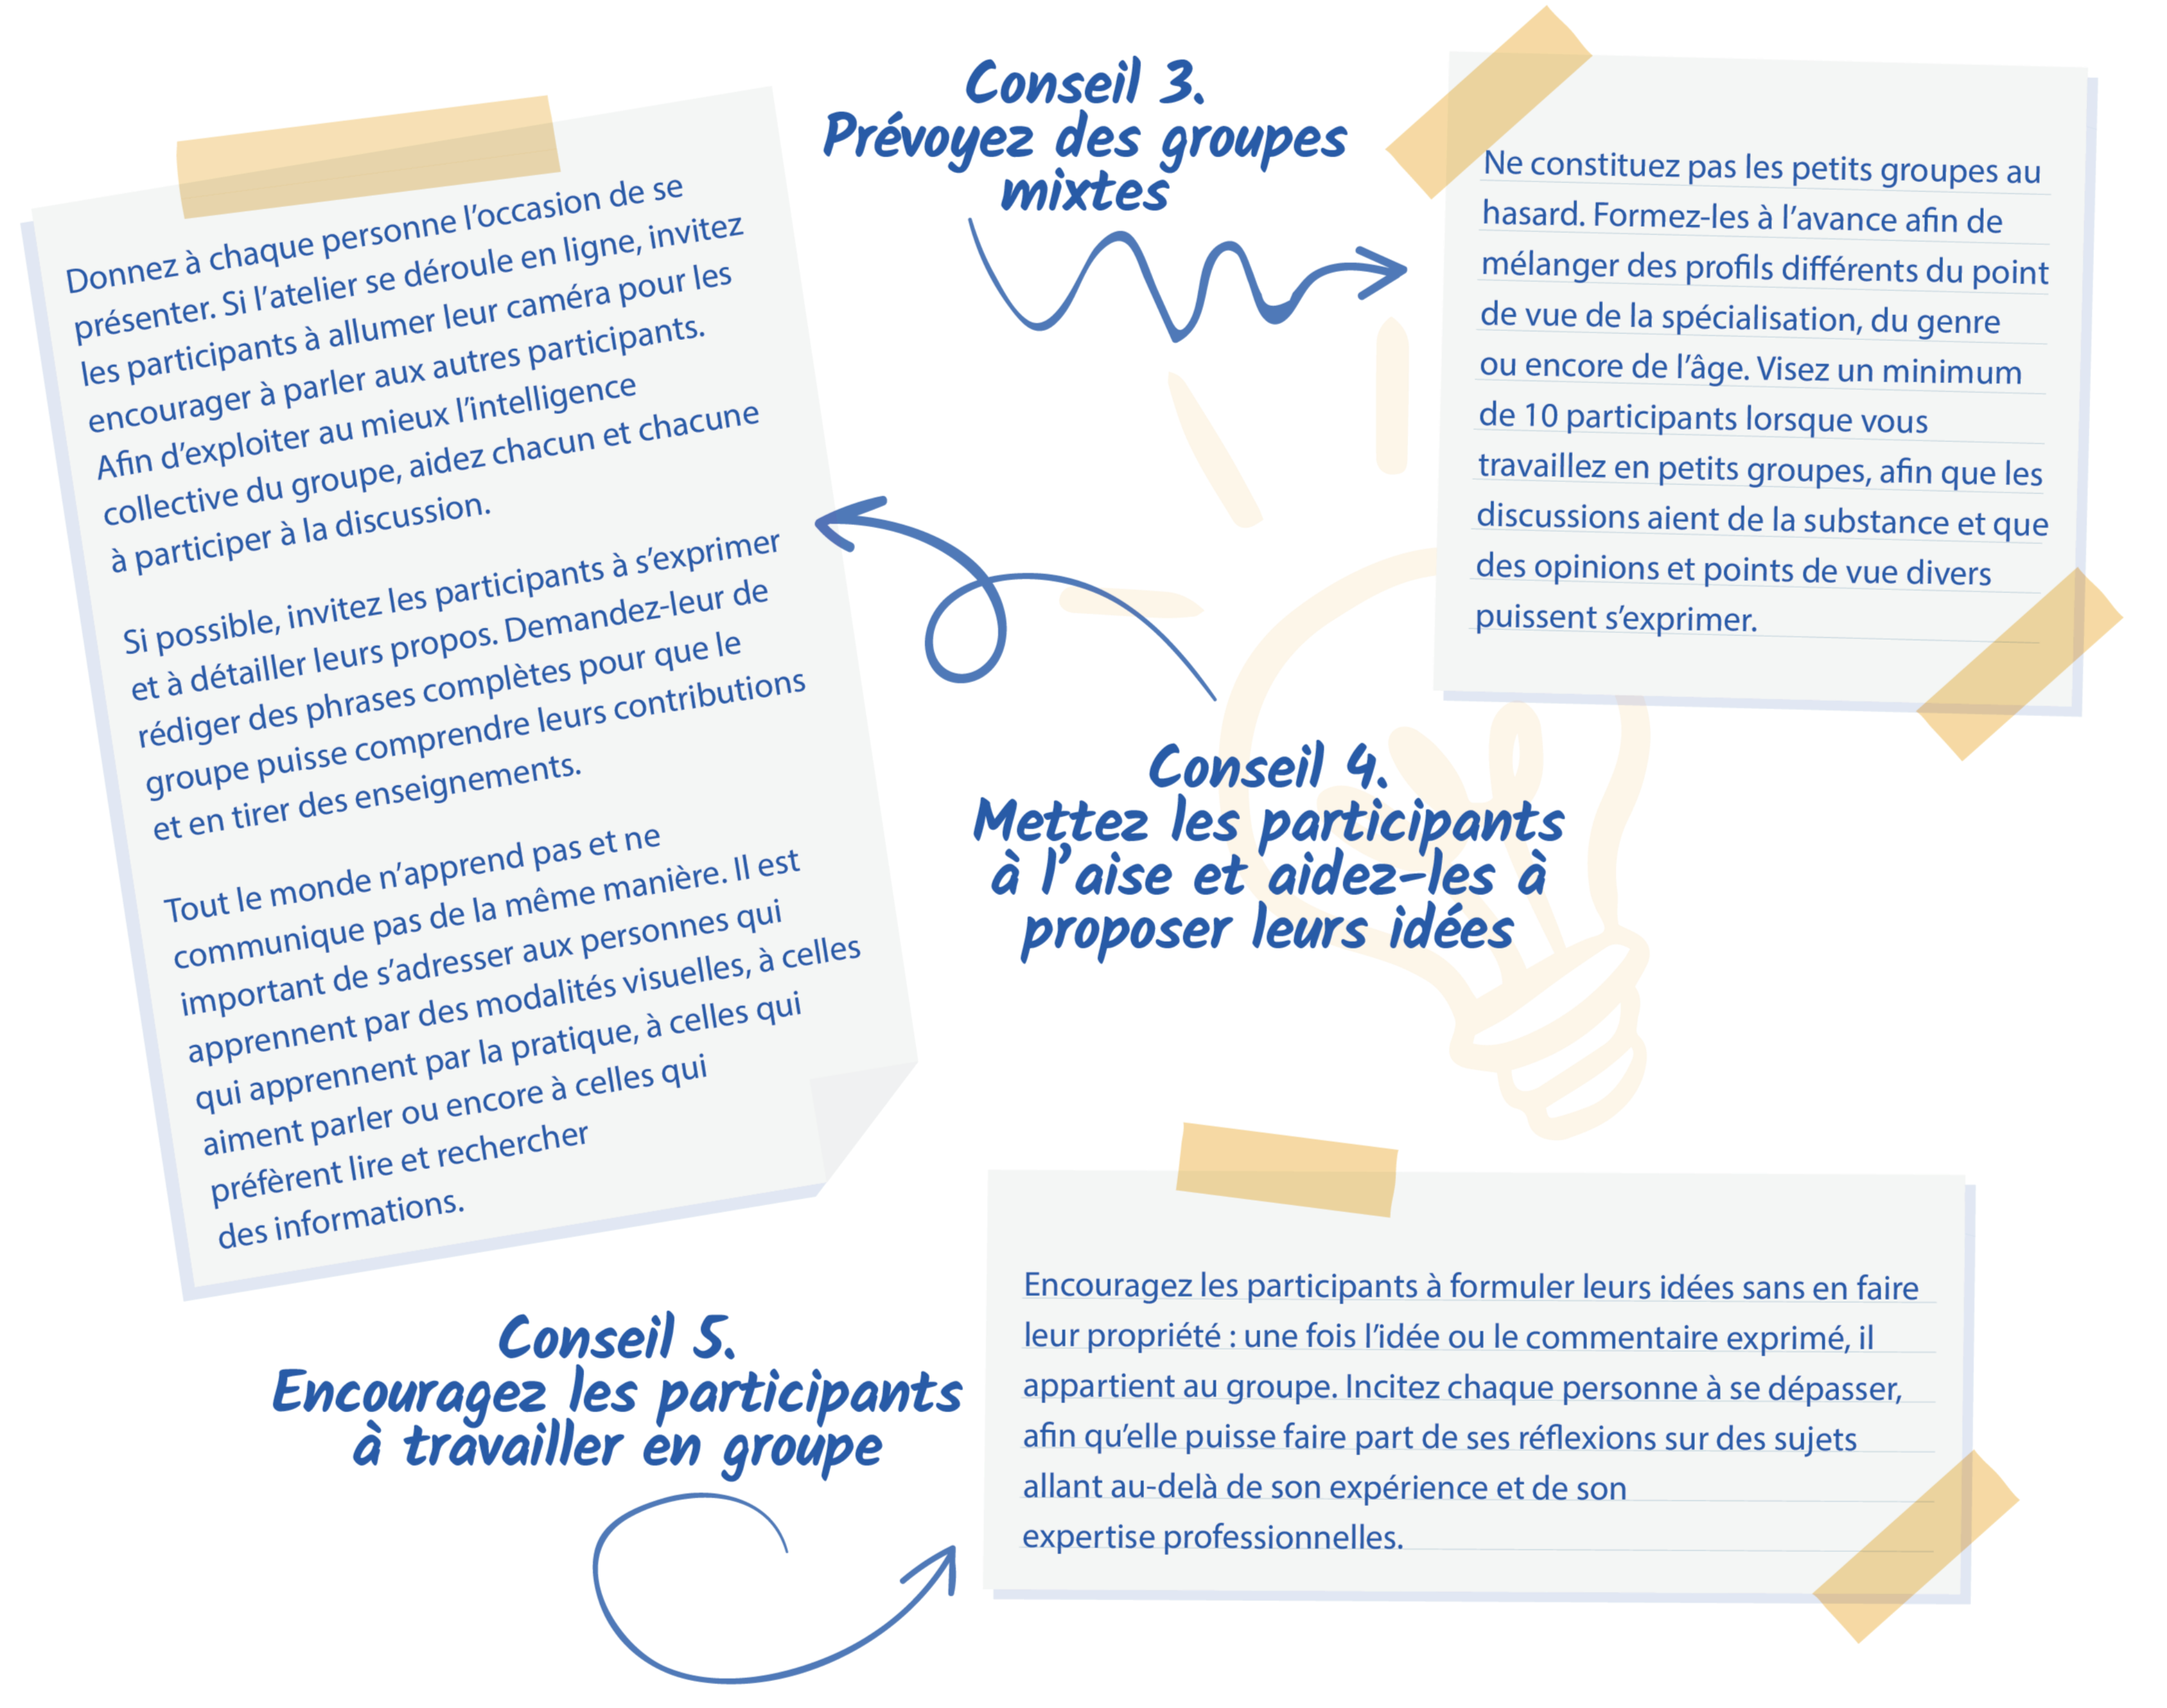 Conseil 3.
Prévoyez des groupes
mixtes
Ne constituez pas les petits groupes au
hasard. Formez-les à l’avance afin de
mélanger des profils différents du point
de vue de la spécialisation, du genre
ou encore de l’âge. Visez un minimum
de 10 participants lorsque vous
travaillez en petits groupes, afin que les
discussions aient de la substance et que
des opinions et points de vue divers
puissent s’exprimer.
Conseil 4.
Mettez les participants
à l’aise et aidez-les à
proposer leurs idées
Donnez à chaque personne l’occasion de se
présenter. Si l’atelier se déroule en ligne, invitez
les participants à allumer leur caméra pour les
encourager à parler aux autres participants.
Afin d’exploiter au mieux l’intelligence
collective du groupe, aidez chacun et chacune
à participer à la discussion.
Si possible, invitez les participants à s’exprimer
et à détailler leurs propos. Demandez-leur de
rédiger des phrases complètes pour que le
groupe puisse comprendre leurs contributions
et en tirer des enseignements.
Tout le monde n’apprend pas et ne
communique pas de la même manière. Il est
important de s’adresser aux personnes qui
apprennent par des modalités visuelles, à celles
qui apprennent par la pratique, à celles qui
aiment parler ou encore à celles qui
préfèrent lire et rechercher
des informations.
Conseil 5.
Encouragez les participants
à travailler en groupe
Encouragez les participants à formuler leurs idées sans en faire
leur propriété : une fois l’idée ou le commentaire exprimé, il
appartient au groupe. Incitez chaque personne à se dépasser,
afin qu’elle puisse faire part de ses réflexions sur des sujets
allant au-delà de son expérience et de son
expertise professionnelles.